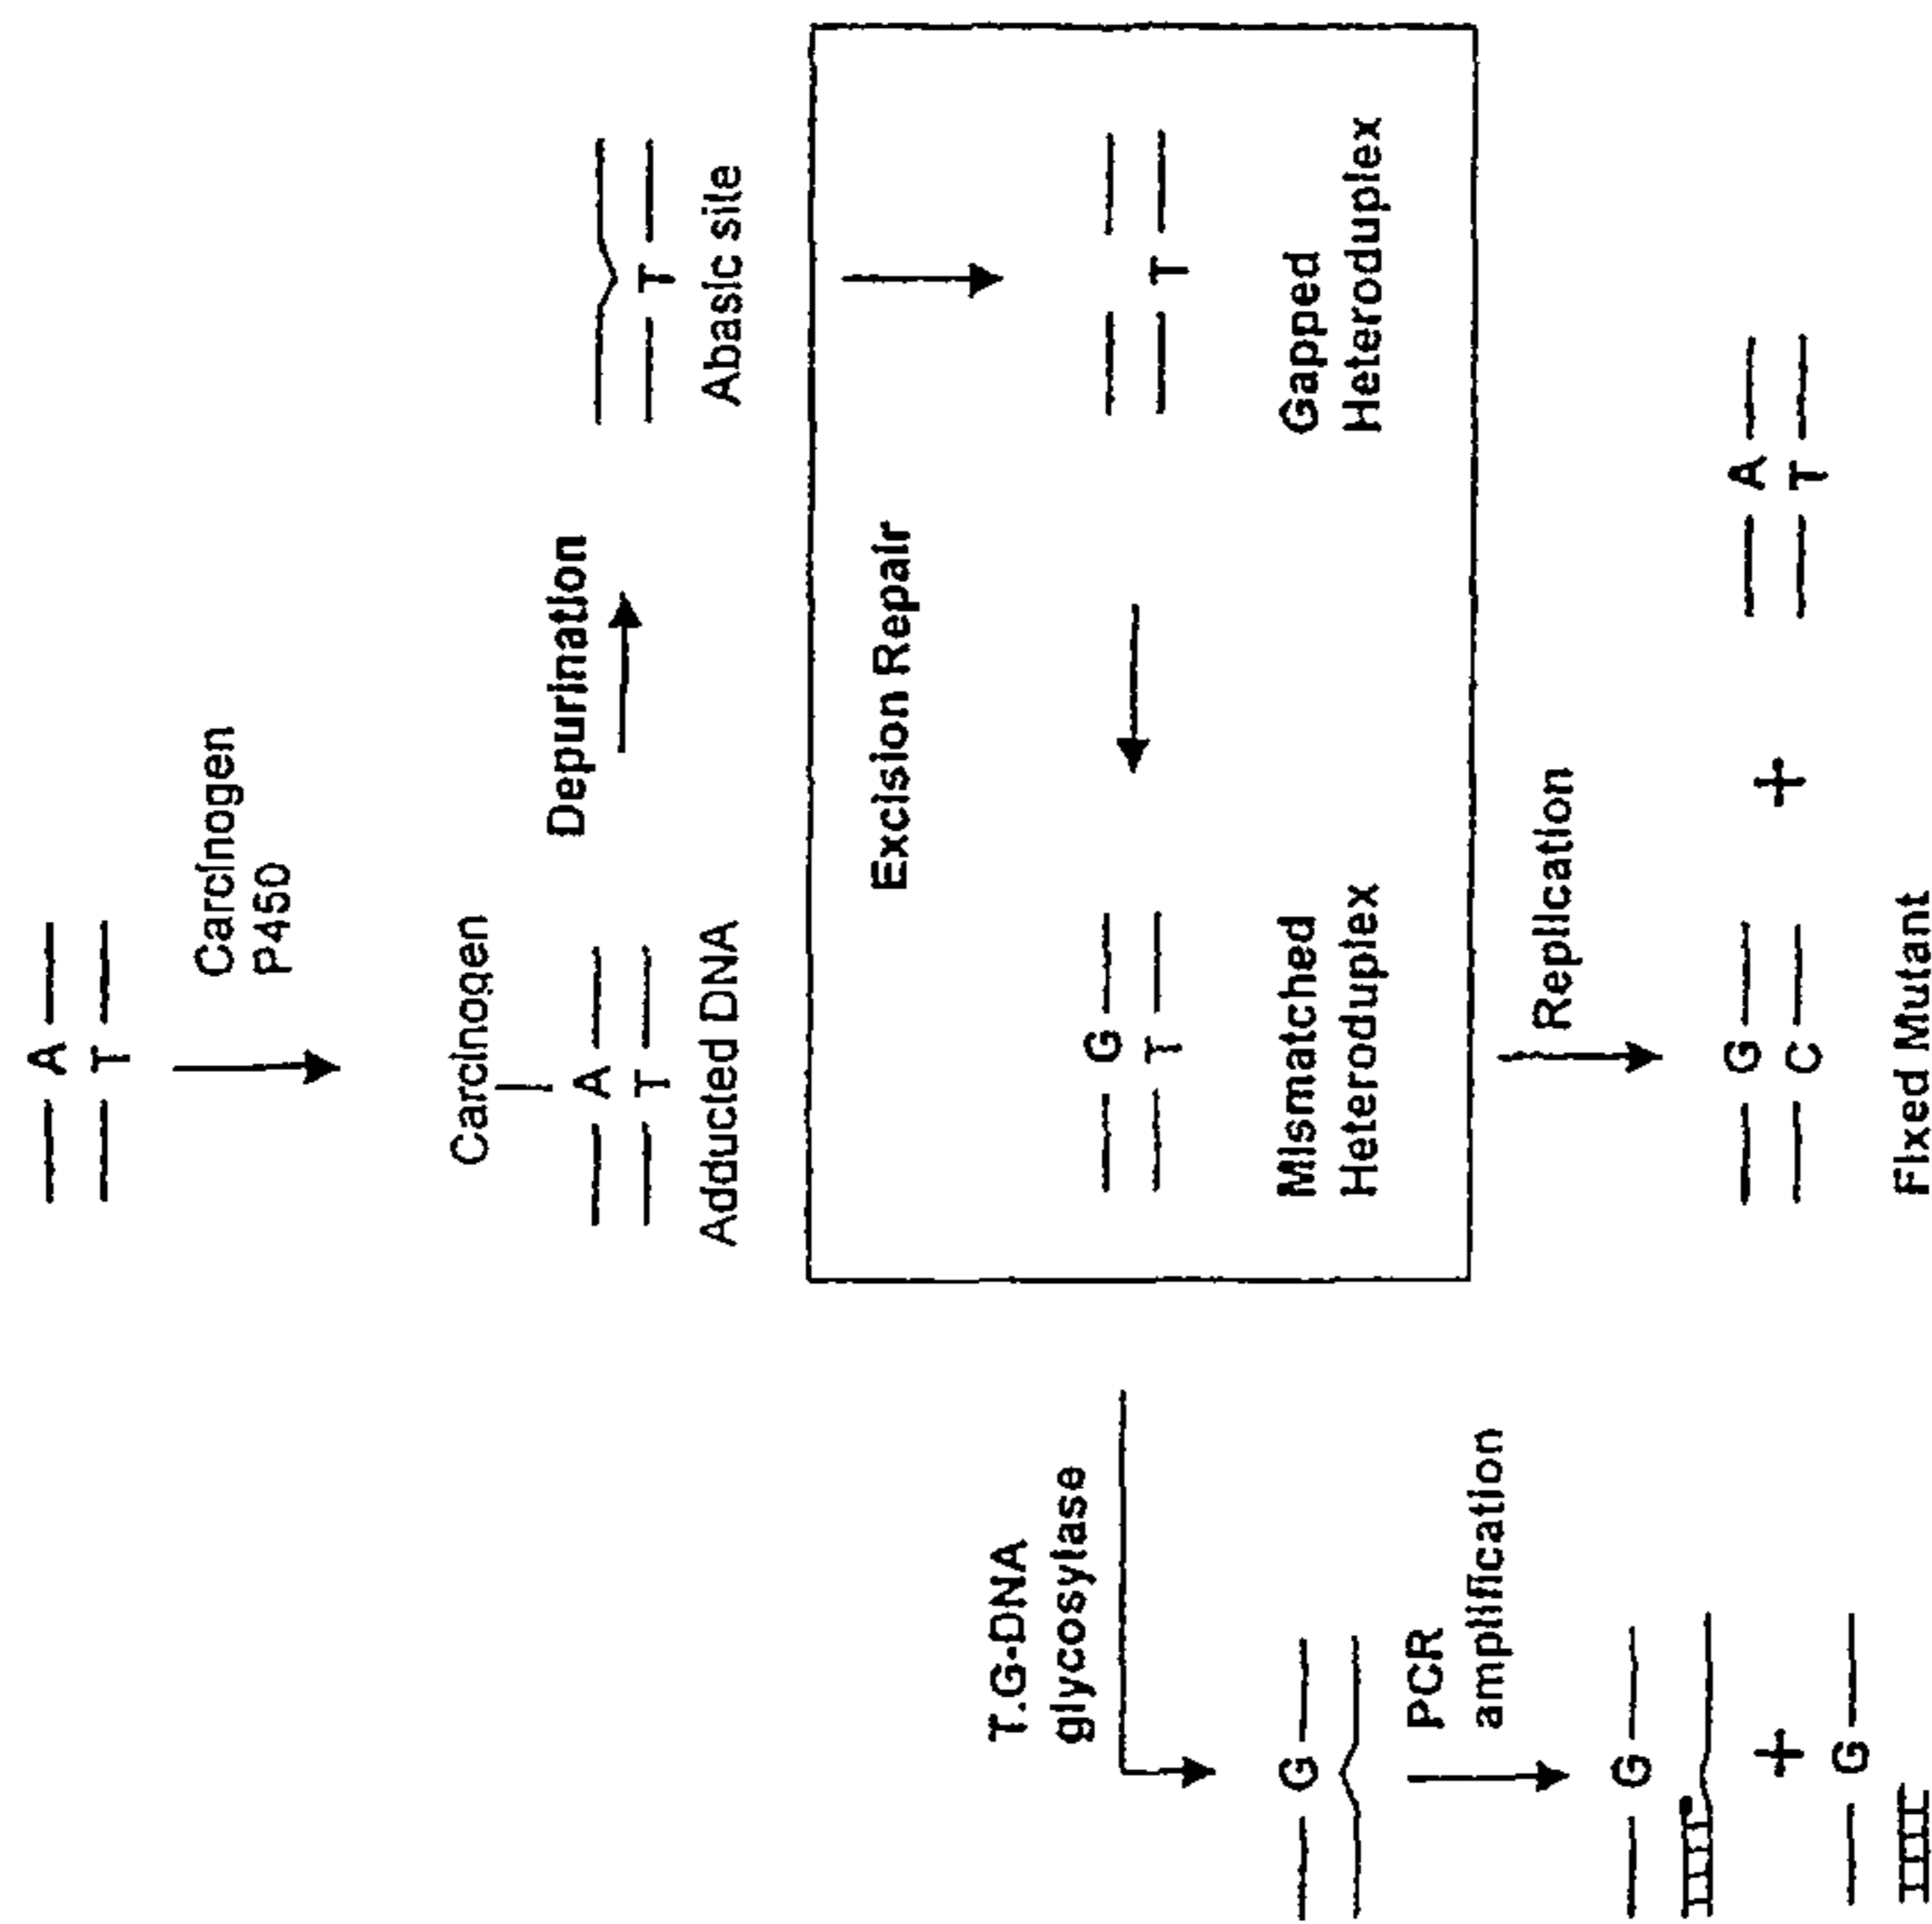 A
T
Carcinogen
P450
Carcinogen
A
T
Adducted DNA
Depurination
T
Abasic site
Excision Repair
T
Gapped
Heteroduplex
G
T
Mismatched
Heteroduplex
T.G-DNA
glycosylase
G
PCR
amplification
G
+
G
Replication
G
C
+
A
T
Fixed Mutant